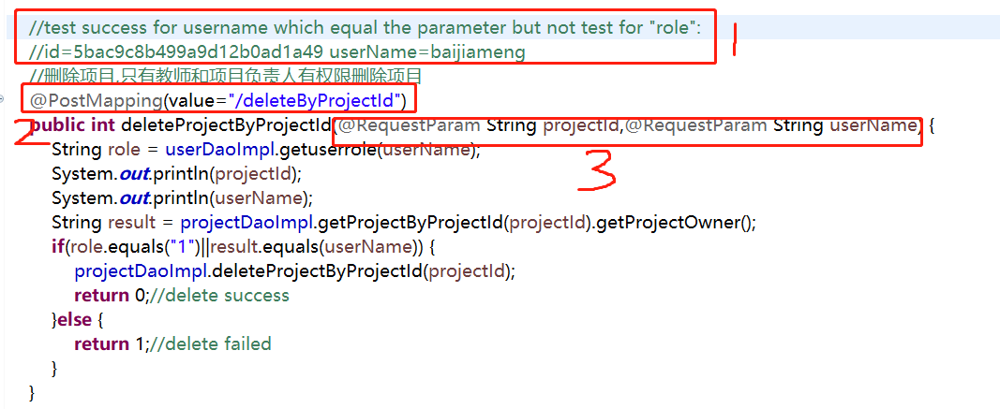 //test success for username which equal the parameter but not test for "role":
1
//id=5bac9c8b499a9d12b0ad1a49 userName=baijiameng
//删除项目,只有教师和项目负责人有权限删除项目
@PostMapping(value="/deleteByProjectId")
2
public int deleteProjectByProjectId(@RequestParam String projectId,@RequestParam String userName) {
String role = userDaoImpl.getuserrole(userName);
3
System.out.println(projectId);
System.out.println(userName);
String result = projectDaoImpl.getProjectByProjectId(projectId).getProjectOwner();
if(role.equals("1")||result.equals(userName)) {
projectDaoImpl.deleteProjectByProjectId(projectId);
return 0;//delete success
}else {
return 1;//delete failed
}
}